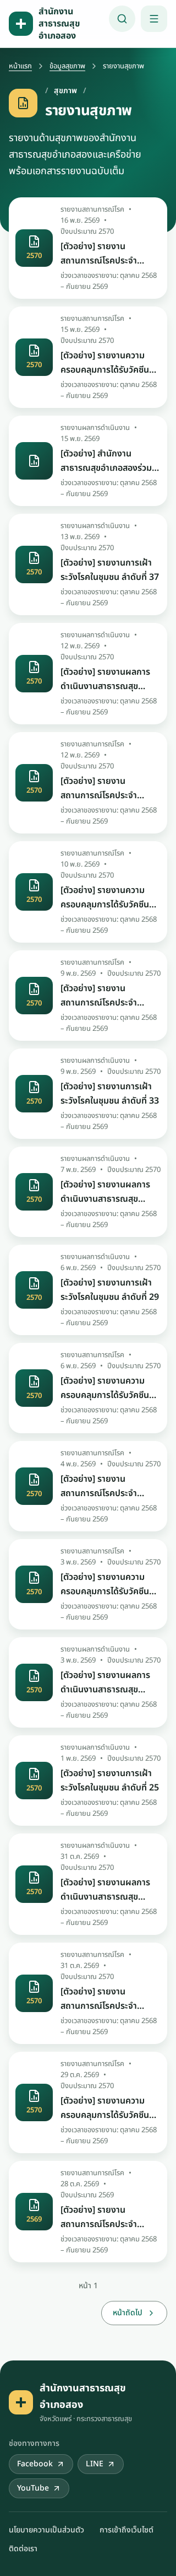 สำนักงาน
สาธารณสุข
อำเภอสอง
หน้าแรก
ข้อมูลสุขภาพ
รายงานสุขภาพ
/ สุขภาพ /
รายงานสุขภาพ
รายงานด้านสุขภาพของสำนักงาน
สาธารณสุขอำเภอสองและเครือข่าย
พร้อมเอกสารรายงานฉบับเต็ม
รายงานสถานการณ์โรค •
16 พ.ย. 2569 •
ปีงบประมาณ 2570
2570
[ตัวอย่าง] รายงาน
สถานการณ์โรคประจำ...
ช่วงเวลาของรายงาน: ตุลาคม 2568
– กันยายน 2569
รายงานสถานการณ์โรค •
15 พ.ย. 2569 •
ปีงบประมาณ 2570
2570
[ตัวอย่าง] รายงานความ
ครอบคลุมการได้รับวัคซีน...
ช่วงเวลาของรายงาน: ตุลาคม 2568
– กันยายน 2569
รายงานผลการดำเนินงาน •
15 พ.ย. 2569
[ตัวอย่าง] สำนักงาน
สาธารณสุขอำเภอสองร่วม...
ช่วงเวลาของรายงาน: ตุลาคม 2568
– กันยายน 2569
รายงานผลการดำเนินงาน •
13 พ.ย. 2569 •
ปีงบประมาณ 2570
2570
[ตัวอย่าง] รายงานการเฝ้า
ระวังโรคในชุมชน ลำดับที่ 37
ช่วงเวลาของรายงาน: ตุลาคม 2568
– กันยายน 2569
รายงานผลการดำเนินงาน •
12 พ.ย. 2569 •
ปีงบประมาณ 2570
2570
[ตัวอย่าง] รายงานผลการ
ดำเนินงานสาธารณสุข...
ช่วงเวลาของรายงาน: ตุลาคม 2568
– กันยายน 2569
รายงานสถานการณ์โรค •
12 พ.ย. 2569 •
ปีงบประมาณ 2570
2570
[ตัวอย่าง] รายงาน
สถานการณ์โรคประจำ...
ช่วงเวลาของรายงาน: ตุลาคม 2568
– กันยายน 2569
รายงานสถานการณ์โรค •
10 พ.ย. 2569 •
ปีงบประมาณ 2570
2570
[ตัวอย่าง] รายงานความ
ครอบคลุมการได้รับวัคซีน...
ช่วงเวลาของรายงาน: ตุลาคม 2568
– กันยายน 2569
รายงานสถานการณ์โรค •
9 พ.ย. 2569 • ปีงบประมาณ 2570
2570
[ตัวอย่าง] รายงาน
สถานการณ์โรคประจำ...
ช่วงเวลาของรายงาน: ตุลาคม 2568
– กันยายน 2569
รายงานผลการดำเนินงาน •
9 พ.ย. 2569 • ปีงบประมาณ 2570
2570
[ตัวอย่าง] รายงานการเฝ้า
ระวังโรคในชุมชน ลำดับที่ 33
ช่วงเวลาของรายงาน: ตุลาคม 2568
– กันยายน 2569
รายงานผลการดำเนินงาน •
7 พ.ย. 2569 • ปีงบประมาณ 2570
2570
[ตัวอย่าง] รายงานผลการ
ดำเนินงานสาธารณสุข...
ช่วงเวลาของรายงาน: ตุลาคม 2568
– กันยายน 2569
รายงานผลการดำเนินงาน •
6 พ.ย. 2569 • ปีงบประมาณ 2570
2570
[ตัวอย่าง] รายงานการเฝ้า
ระวังโรคในชุมชน ลำดับที่ 29
ช่วงเวลาของรายงาน: ตุลาคม 2568
– กันยายน 2569
รายงานสถานการณ์โรค •
6 พ.ย. 2569 • ปีงบประมาณ 2570
2570
[ตัวอย่าง] รายงานความ
ครอบคลุมการได้รับวัคซีน...
ช่วงเวลาของรายงาน: ตุลาคม 2568
– กันยายน 2569
รายงานสถานการณ์โรค •
4 พ.ย. 2569 • ปีงบประมาณ 2570
2570
[ตัวอย่าง] รายงาน
สถานการณ์โรคประจำ...
ช่วงเวลาของรายงาน: ตุลาคม 2568
– กันยายน 2569
รายงานสถานการณ์โรค •
3 พ.ย. 2569 • ปีงบประมาณ 2570
2570
[ตัวอย่าง] รายงานความ
ครอบคลุมการได้รับวัคซีน...
ช่วงเวลาของรายงาน: ตุลาคม 2568
– กันยายน 2569
รายงานผลการดำเนินงาน •
3 พ.ย. 2569 • ปีงบประมาณ 2570
2570
[ตัวอย่าง] รายงานผลการ
ดำเนินงานสาธารณสุข...
ช่วงเวลาของรายงาน: ตุลาคม 2568
– กันยายน 2569
รายงานผลการดำเนินงาน •
1 พ.ย. 2569 • ปีงบประมาณ 2570
2570
[ตัวอย่าง] รายงานการเฝ้า
ระวังโรคในชุมชน ลำดับที่ 25
ช่วงเวลาของรายงาน: ตุลาคม 2568
– กันยายน 2569
รายงานผลการดำเนินงาน •
31 ต.ค. 2569 •
ปีงบประมาณ 2570
2570
[ตัวอย่าง] รายงานผลการ
ดำเนินงานสาธารณสุข...
ช่วงเวลาของรายงาน: ตุลาคม 2568
– กันยายน 2569
รายงานสถานการณ์โรค •
31 ต.ค. 2569 •
ปีงบประมาณ 2570
2570
[ตัวอย่าง] รายงาน
สถานการณ์โรคประจำ...
ช่วงเวลาของรายงาน: ตุลาคม 2568
– กันยายน 2569
รายงานสถานการณ์โรค •
29 ต.ค. 2569 •
ปีงบประมาณ 2570
2570
[ตัวอย่าง] รายงานความ
ครอบคลุมการได้รับวัคซีน...
ช่วงเวลาของรายงาน: ตุลาคม 2568
– กันยายน 2569
รายงานสถานการณ์โรค •
28 ต.ค. 2569 •
ปีงบประมาณ 2569
2569
[ตัวอย่าง] รายงาน
สถานการณ์โรคประจำ...
ช่วงเวลาของรายงาน: ตุลาคม 2568
– กันยายน 2569
หน้า 1
หน้าถัดไป
สำนักงานสาธารณสุข
อำเภอสอง
จังหวัดแพร่ · กระทรวงสาธารณสุข
ช่องทางทางการ
Facebook
LINE
YouTube
นโยบายความเป็นส่วนตัว
การเข้าถึงเว็บไซต์
ติดต่อเรา